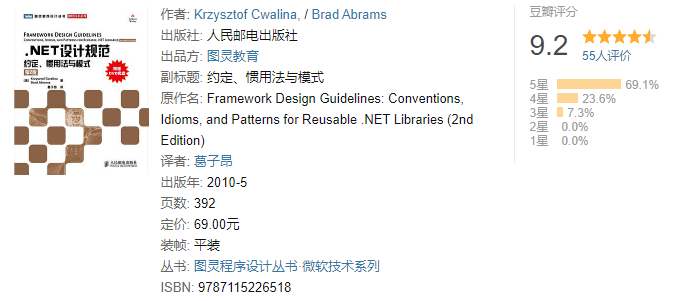 FRAMEWORK DESIGN GUIDELINES
.NET设计规范
约定、惯用法与模式
作者: Krzysztof Cwalina, / Brad Abrams
出版社: 人民邮电出版社
出品方: 图灵教育
副标题: 约定、惯用法与模式
原作名: Framework Design Guidelines: Conventions,
Idioms, and Patterns for Reusable .NET Libraries (2nd
Edition)
译者: 葛子昂
出版年: 2010-5
页数: 392
定价: 69.00元
装帧: 平装
丛书: 图灵程序设计丛书·微软技术系列
ISBN: 9787115226518
豆瓣评分
9.2
55人评价
5星 69.1%
4星 23.6%
3星 7.3%
2星 0.0%
1星 0.0%